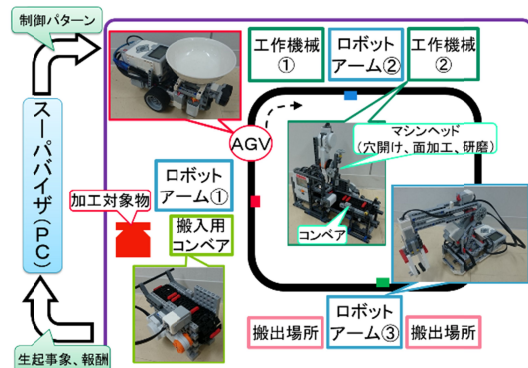 制御パターン
スーパバイザ(PC)
生起事象、報酬
工作機械
①
ロボット
アーム②
工作機械
②
AGV
マシンヘッド
(穴開け、面加工、研磨)
コンベア
ロボット
アーム①
加工対象物
搬入用
コンベア
搬出場所
ロボット
アーム③
搬出場所